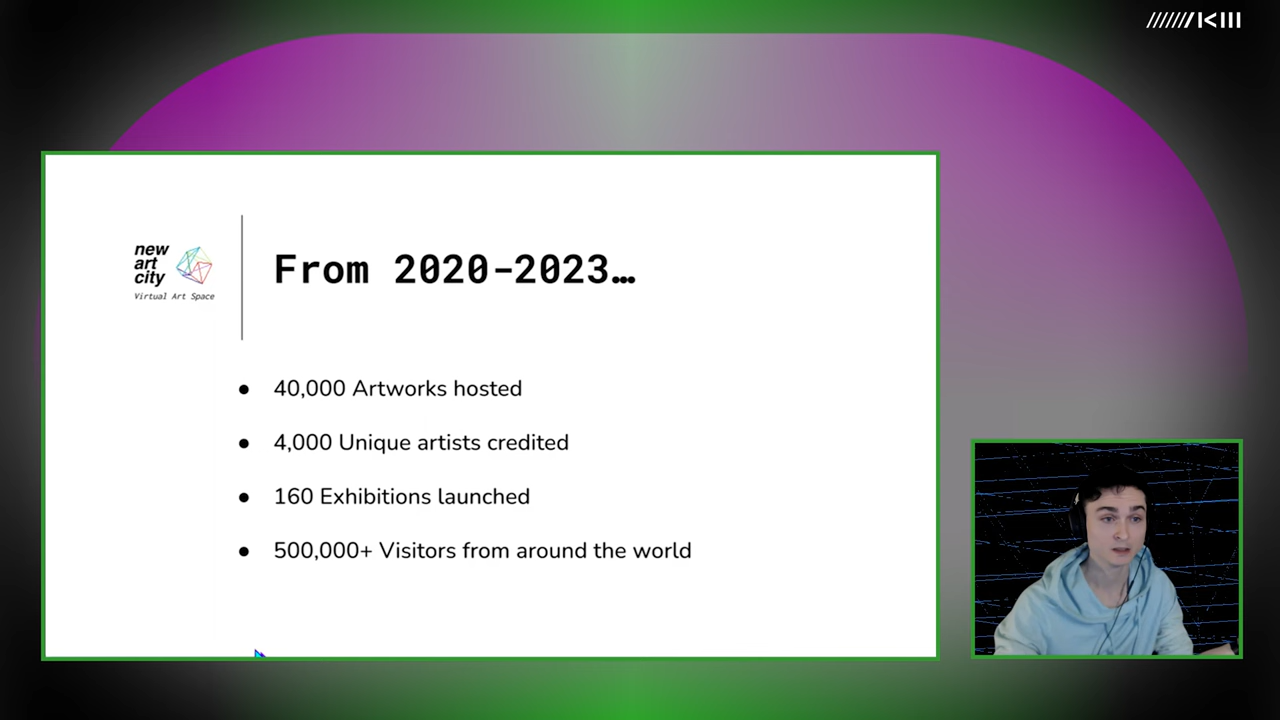 new
art
city
Virtual Art Space
From 2020-2023…
● 40,000 Artworks hosted
● 4,000 Unique artists credited
● 160 Exhibitions launched
● 500,000+ Visitors from around the world